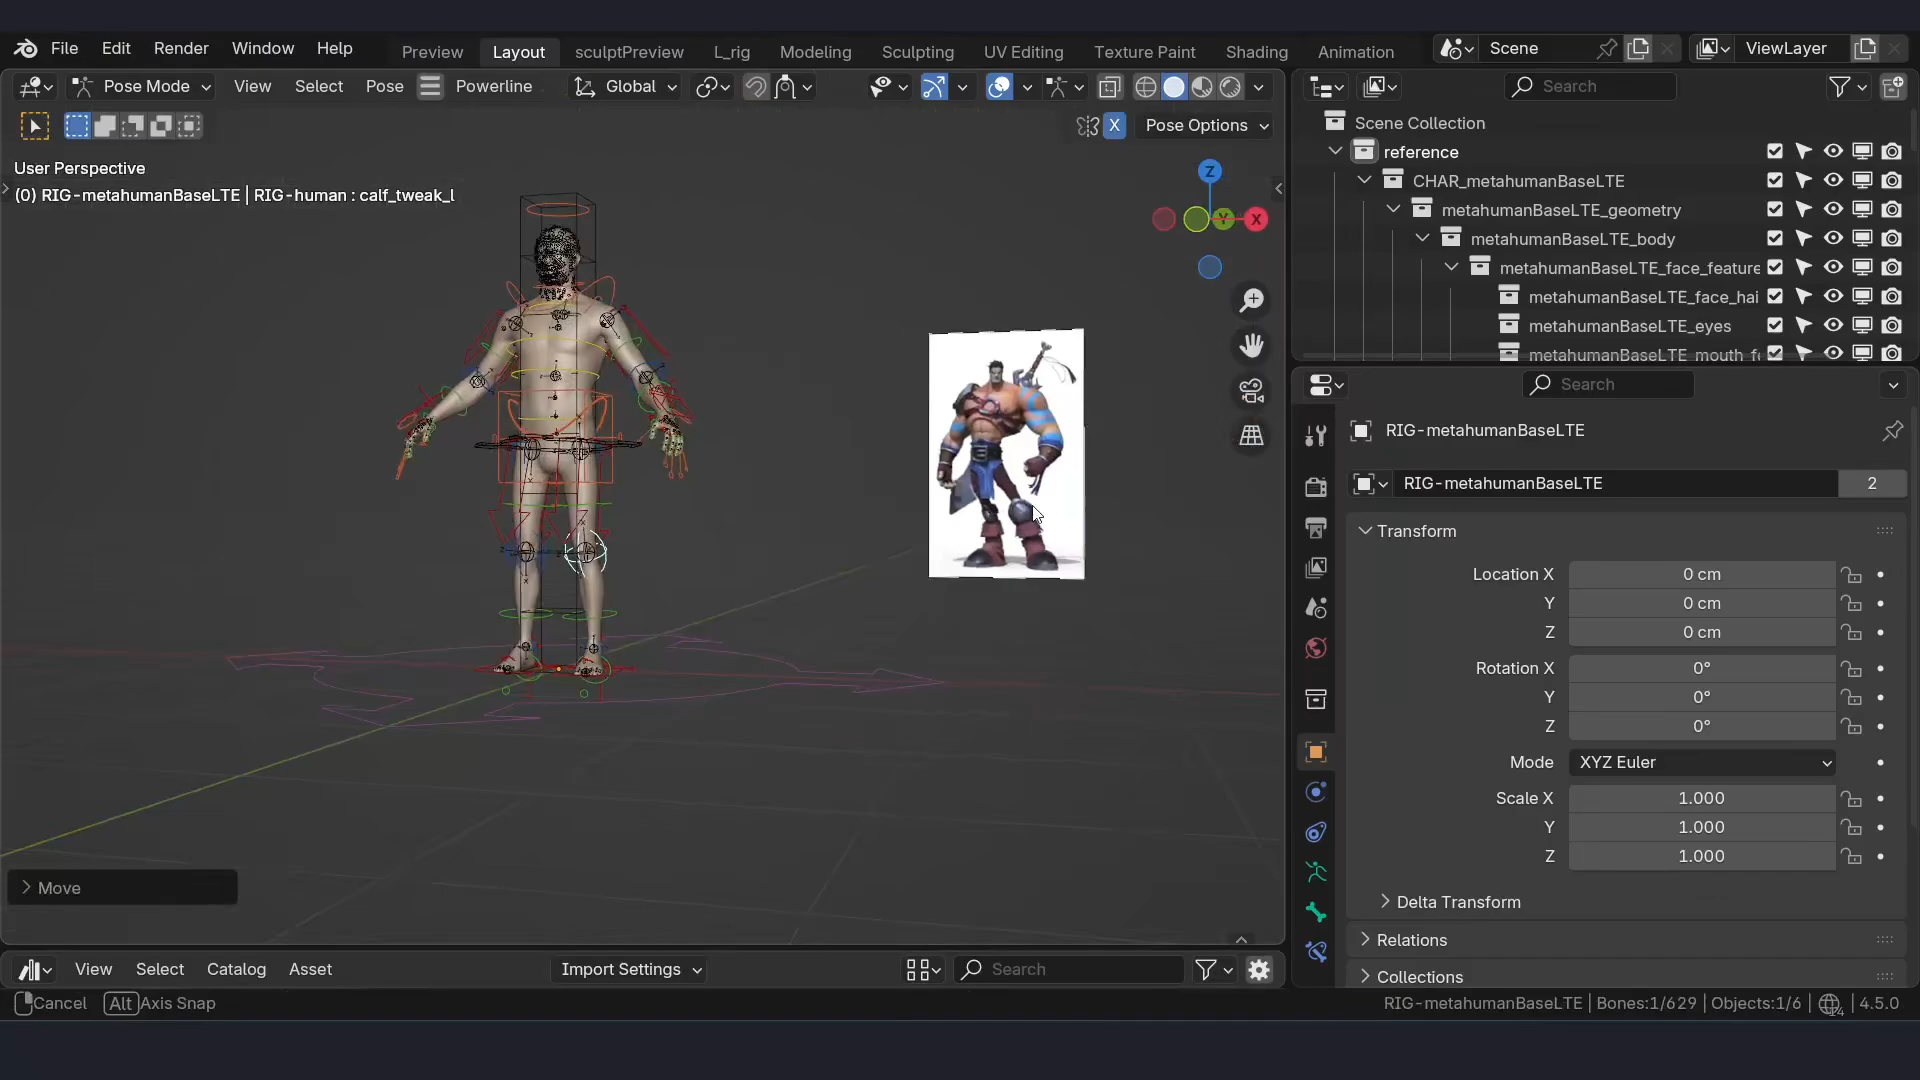 File Edit Render Window Help
Preview Layout sculptPreview L_rig Modeling Sculpting UV Editing Texture Paint Shading Animation
Scene
ViewLayer
Pose Mode View Select Pose Powerline Global
Search
X Pose Options
User Perspective
(0) RIG-metahumanBaseLTE | RIG-human : calf_tweak_l
Z
Y X
Scene Collection
reference
CHAR_metahumanBaseLTE
metahumanBaseLTE_geometry
metahumanBaseLTE_body
metahumanBaseLTE_face_feature
metahumanBaseLTE_face_hai
metahumanBaseLTE_eyes
metahumanBaseLTE_mouth_f
Search
RIG-metahumanBaseLTE
RIG-metahumanBaseLTE 2
Transform
Location X 0 cm
Y 0 cm
Z 0 cm
Rotation X 0°
Y 0°
Z 0°
Mode XYZ Euler
Scale X 1.000
Y 1.000
Z 1.000
Delta Transform
Relations
Collections
Move
View Select Catalog Asset Import Settings Search
Cancel Alt Axis Snap
RIG-metahumanBaseLTE | Bones:1/629 | Objects:1/6 | 14 | 4.5.0